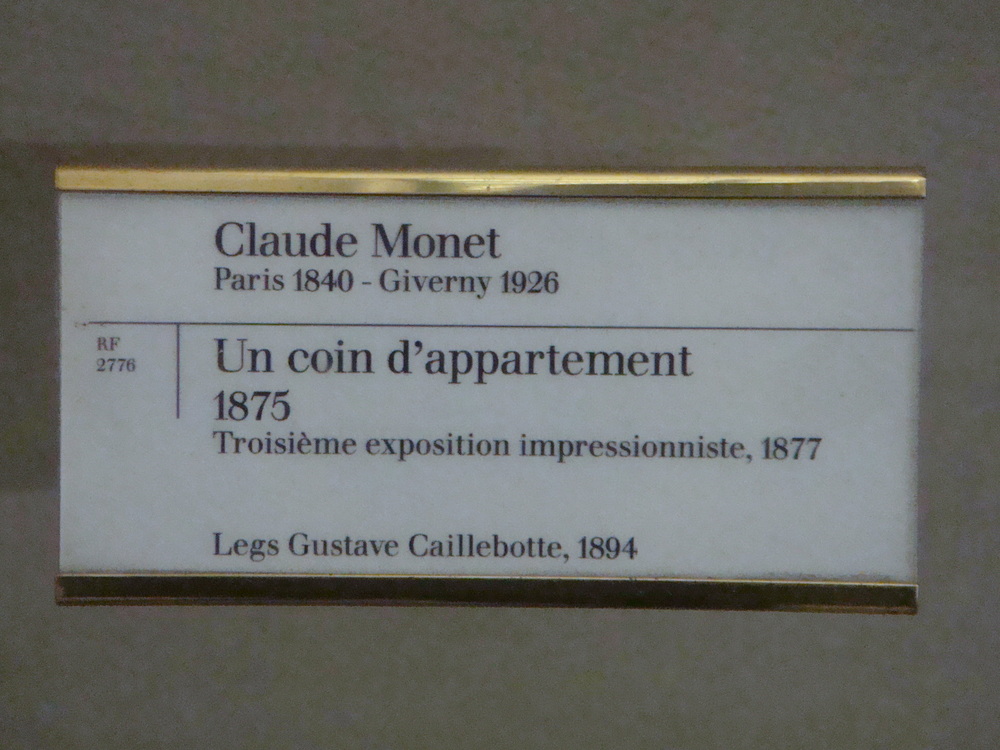 Claude Monet
Paris 1840 - Giverny 1926
RF
2776
Un coin d'appartement
1875
Troisième exposition impressionniste, 1877
Legs Gustave Caillebotte, 1894